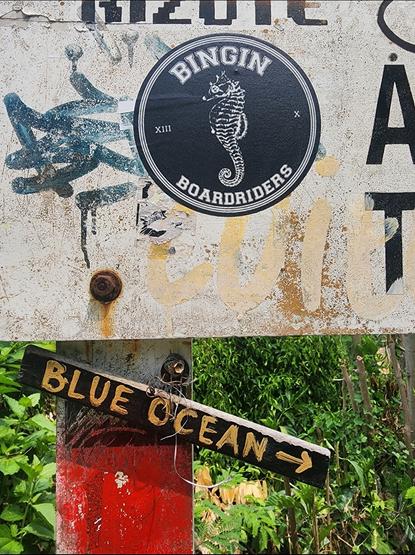 BINGIN
XIII
X
BOARDRIDERS
A
T
BLUE OCEAN →